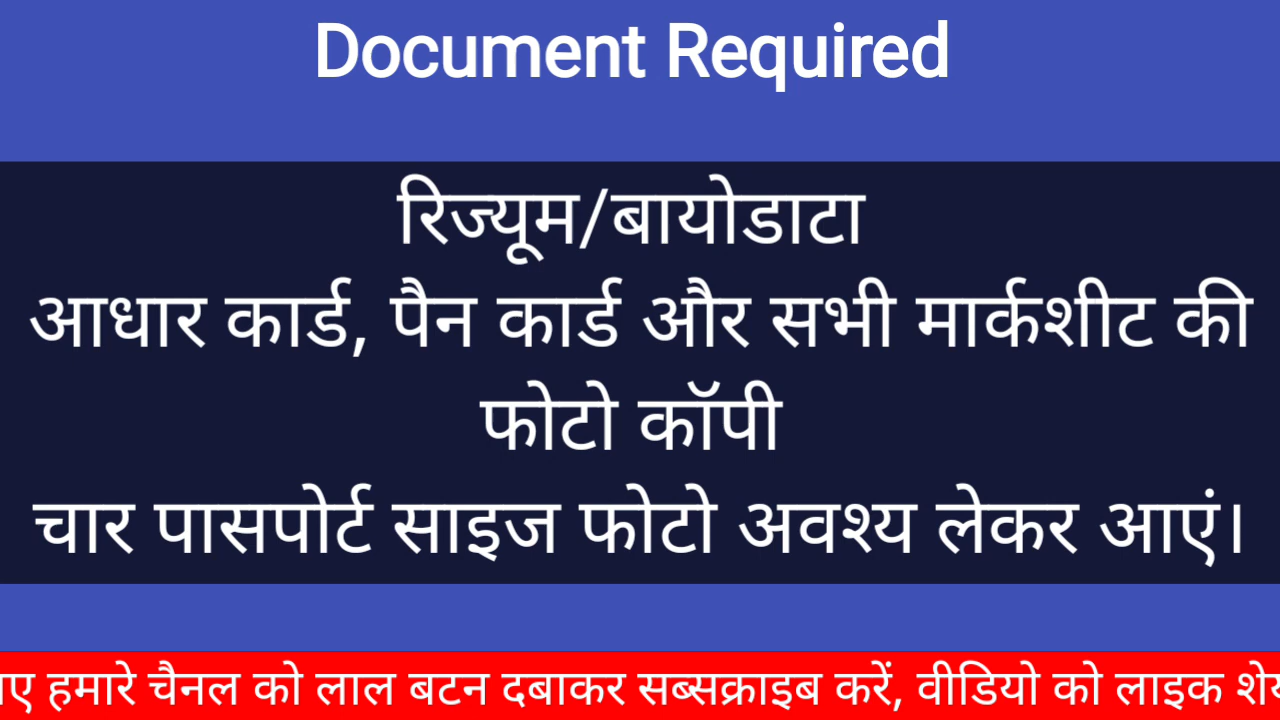 Document Required
रिज्यूम/बायोडाटा
आधार कार्ड, पैन कार्ड और सभी मार्कशीट की
फोटो कॉपी
चार पासपोर्ट साइज फोटो अवश्य लेकर आएं।
हमारे चैनल को लाल बटन दबाकर सब्सक्राइब करें, वीडियो को लाइक